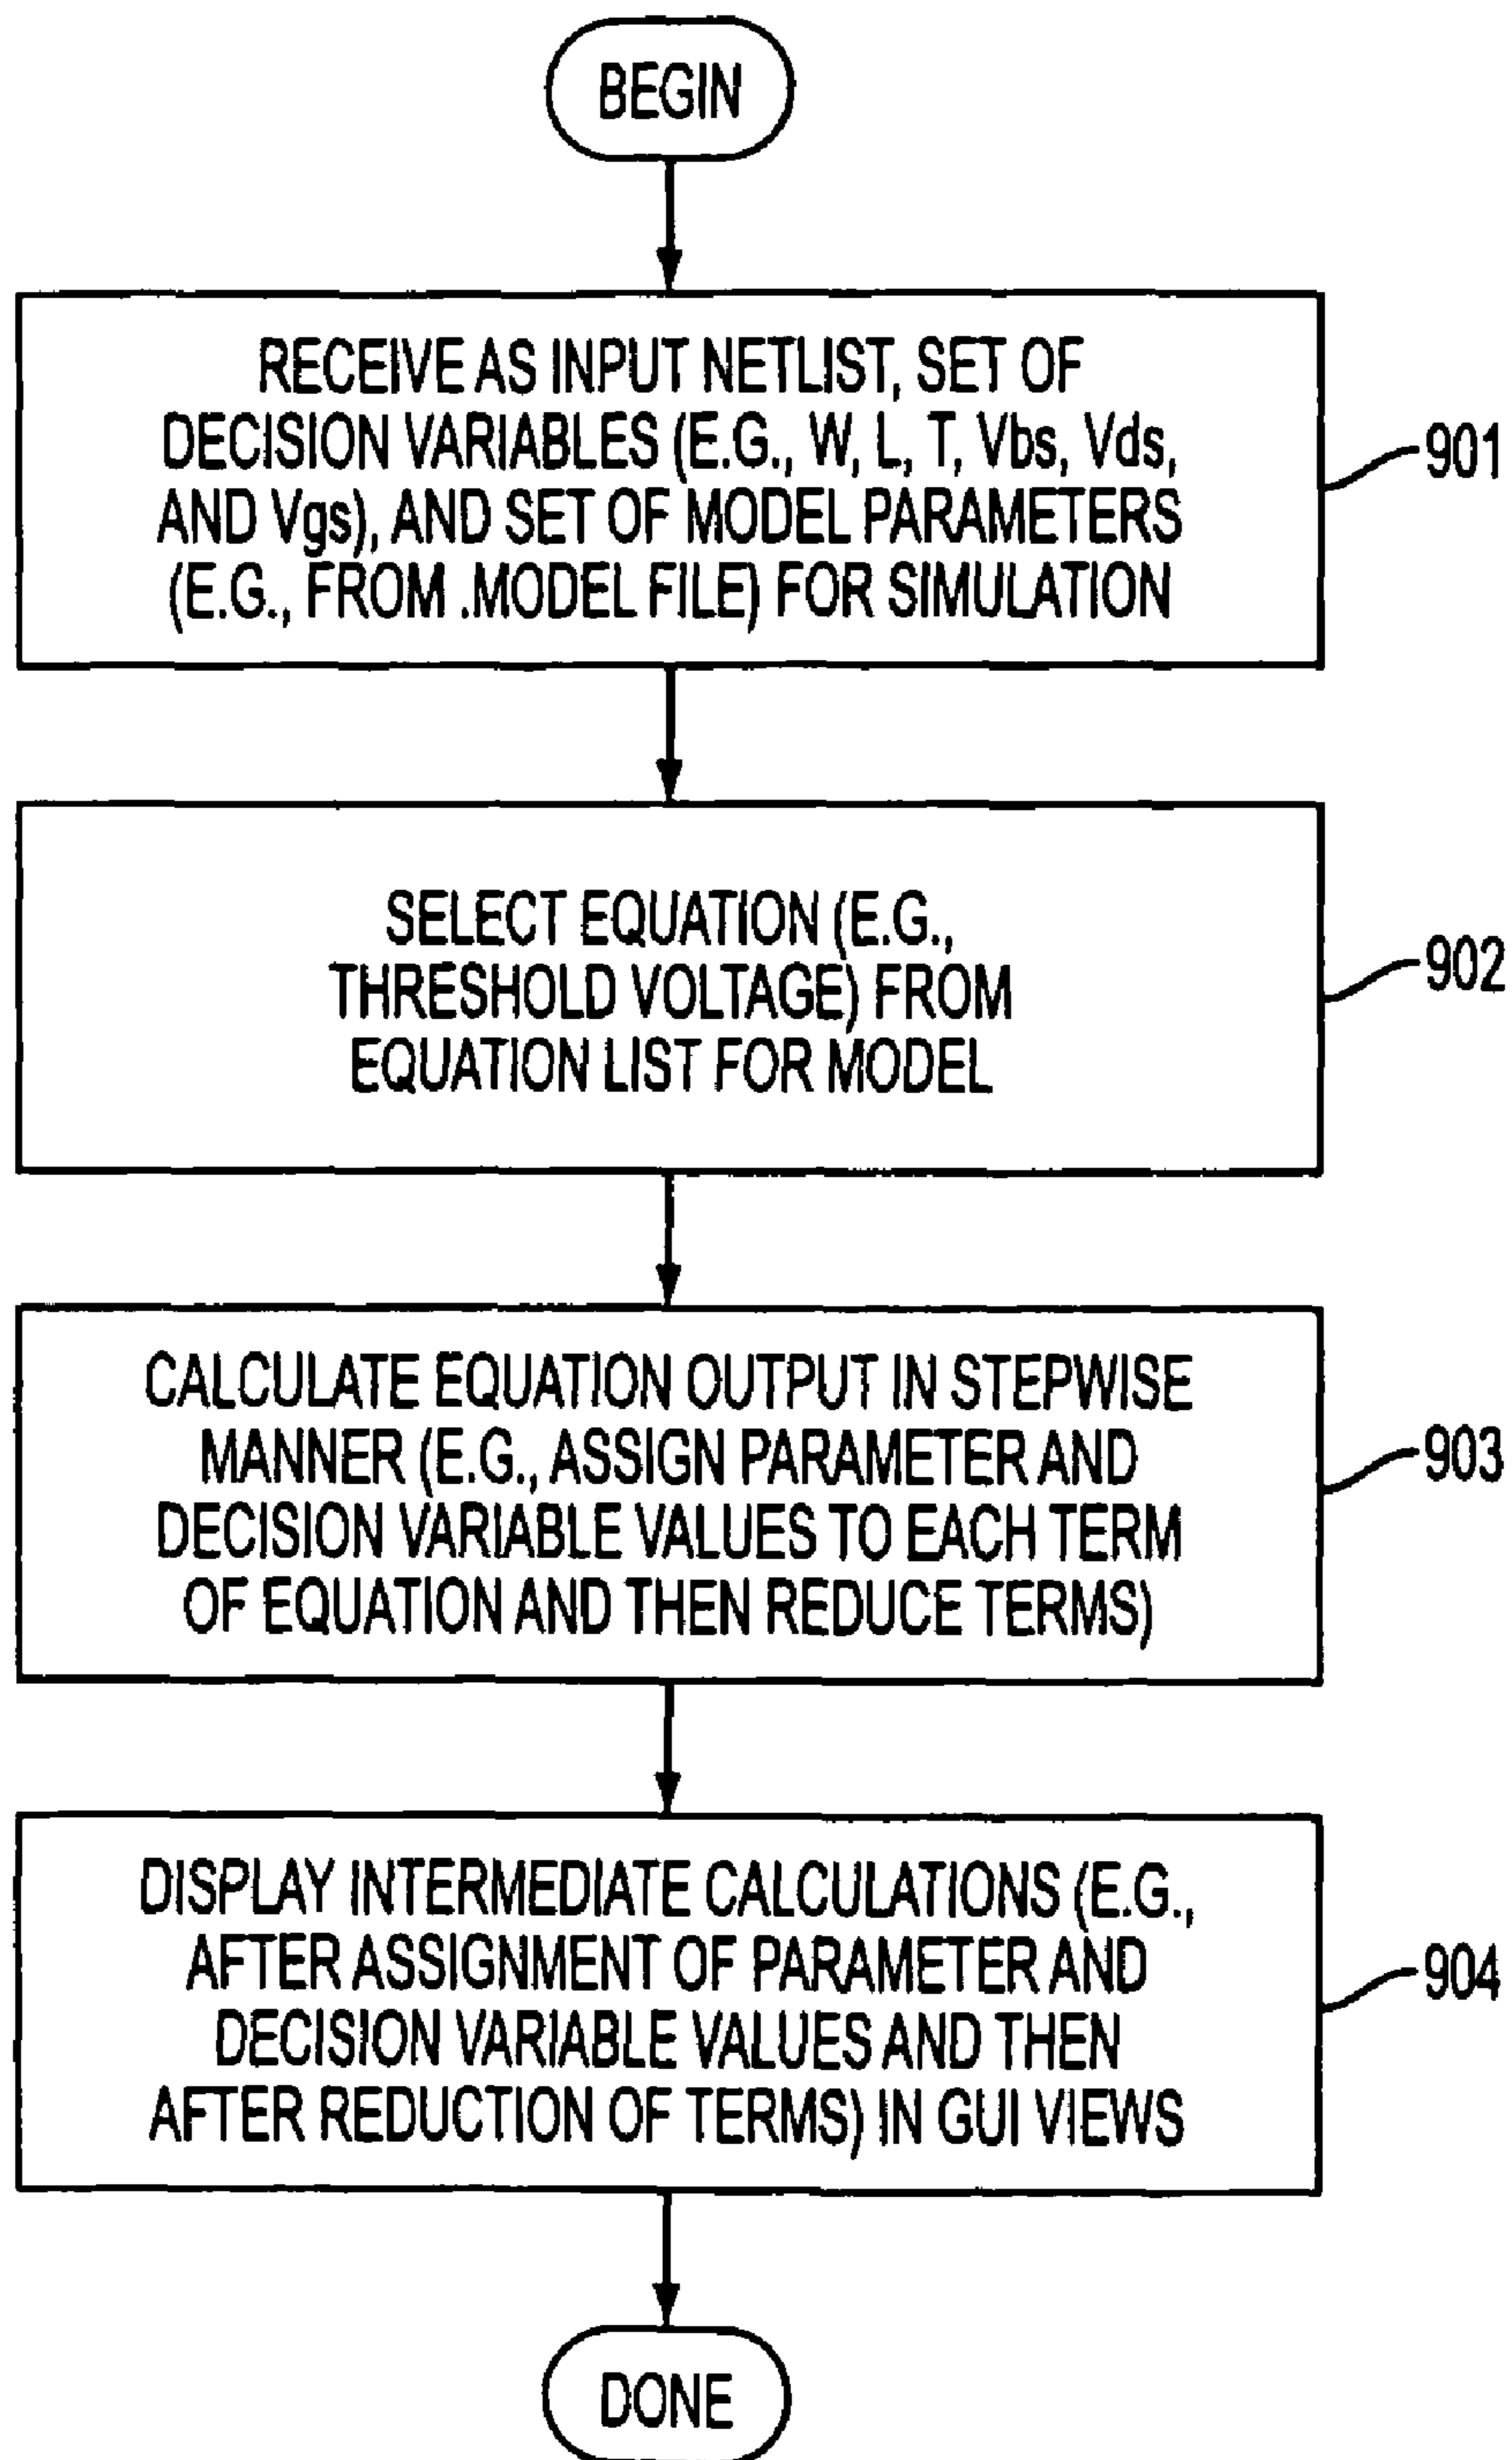 BEGIN
RECEIVE AS INPUT NETLIST, SET OF
DECISION VARIABLES (E.G., W, L, T, Vbs, Vds,
AND Vgs), AND SET OF MODEL PARAMETERS
(E.G., FROM .MODEL FILE) FOR SIMULATION
901
SELECT EQUATION (E.G.,
THRESHOLD VOLTAGE) FROM
EQUATION LIST FOR MODEL
902
CALCULATE EQUATION OUTPUT IN STEPWISE
MANNER (E.G., ASSIGN PARAMETER AND
DECISION VARIABLE VALUES TO EACH TERM
OF EQUATION AND THEN REDUCE TERMS)
903
DISPLAY INTERMEDIATE CALCULATIONS (E.G.,
AFTER ASSIGNMENT OF PARAMETER AND
DECISION VARIABLE VALUES AND THEN
AFTER REDUCTION OF TERMS) IN GUI VIEWS
904
DONE